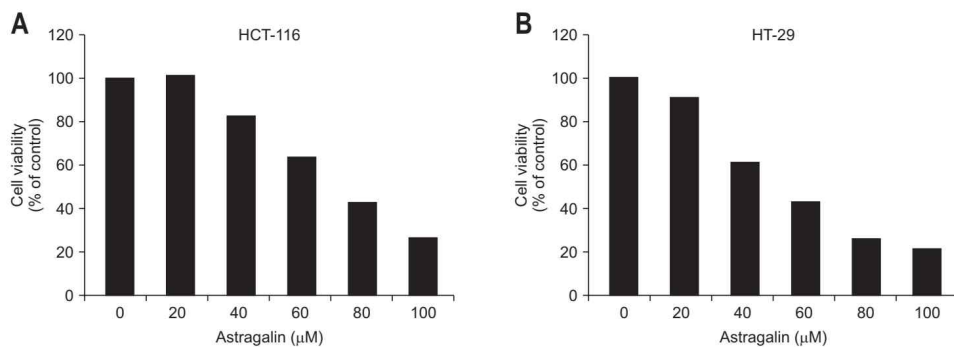 A
HCT-116
120
100
80
60
40
20
0
Cell viability
(% of control)
0 20 40 60 80 100
Astragalin (μM)
B
HT-29
120
100
80
60
40
20
0
Cell viability
(% of control)
0 20 40 60 80 100
Astragalin (μM)